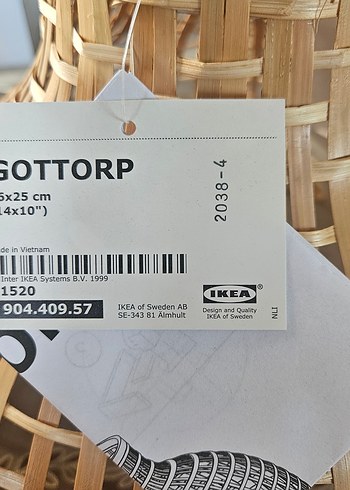 GOTTORP
6x25 cm
14x10")
2038-4
de in Vietnam
Inter IKEA Systems B.V. 1999
1520
904.409.57
IKEA of Sweden AB
SE-343 81 Älmhult
IKEA®
Design and Quality
IKEA of Sweden
NLI